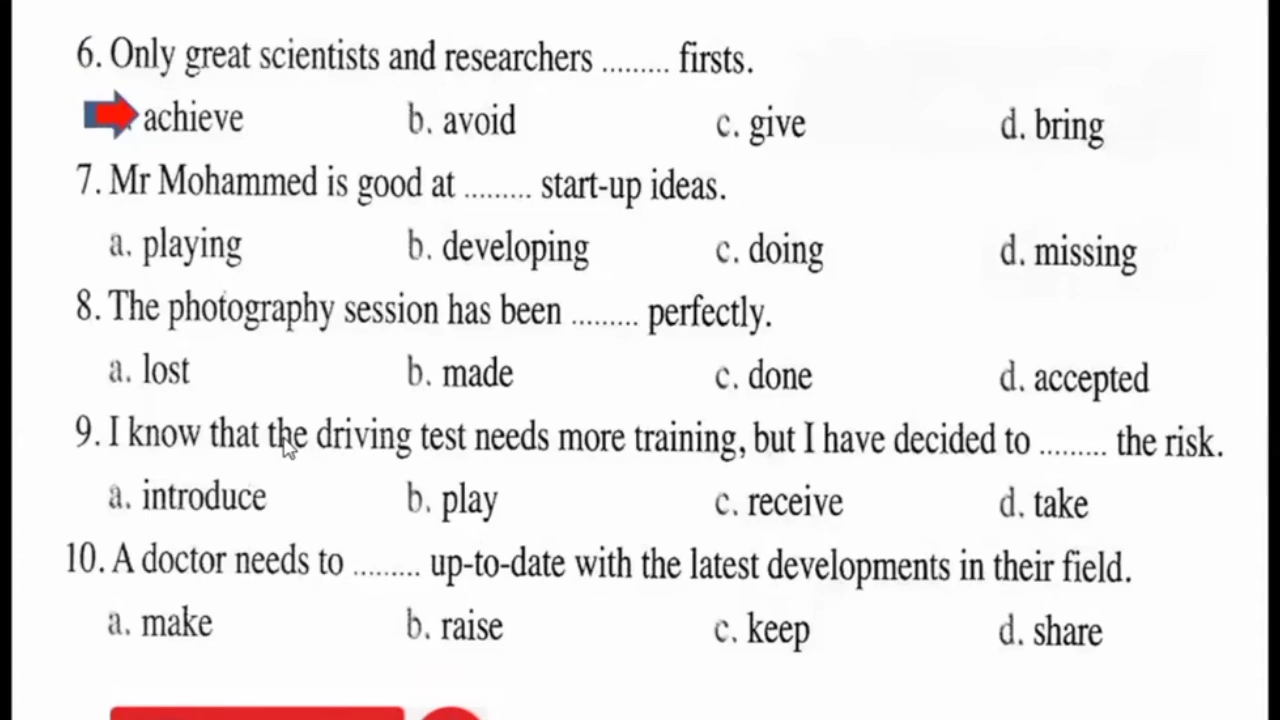 6. Only great scientists and researchers ......... firsts.
achieve b. avoid c. give d. bring
7. Mr Mohammed is good at ......... start-up ideas.
a. playing b. developing c. doing d. missing
8. The photography session has been ......... perfectly.
a. lost b. made c. done d. accepted
9. I know that the driving test needs more training, but I have decided to ......... the risk.
a. introduce b. play c. receive d. take
10. A doctor needs to ......... up-to-date with the latest developments in their field.
a. make b. raise c. keep d. share